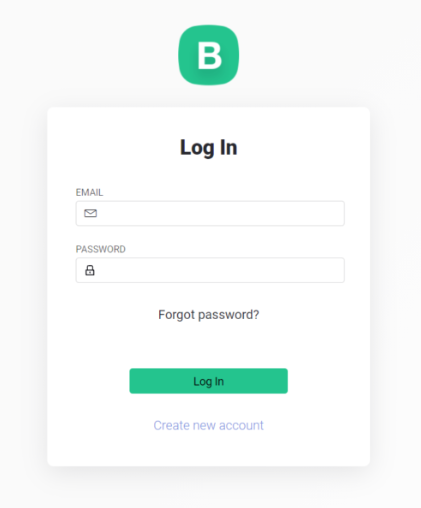 B
Log In
EMAIL
PASSWORD
Forgot password?
Log In
Create new account